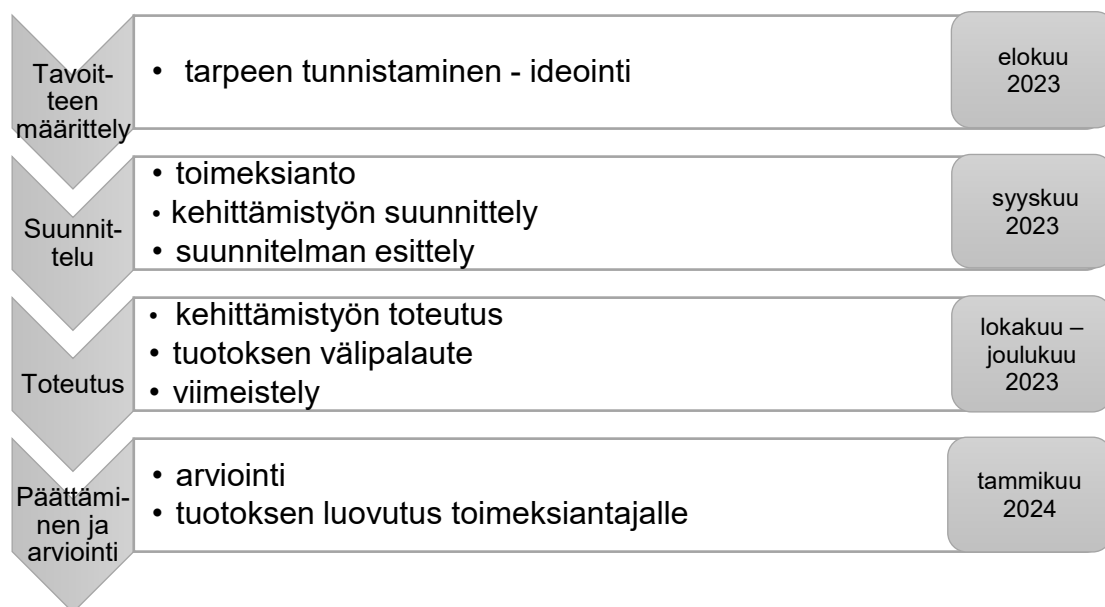 Tavoit-
teen
määrittely
• tarpeen tunnistaminen - ideointi
elokuu
2023
Suunnit-
telu
• toimeksianto
• kehittämistyön suunnittely
• suunnitelman esittely
syyskuu
2023
Toteutus
• kehittämistyön toteutus
• tuotoksen välipalaute
• viimeistely
lokakuu –
joulukuu
2023
Päättämi-
nen ja
arviointi
• arviointi
• tuotoksen luovutus toimeksiantajalle
tammikuu
2024